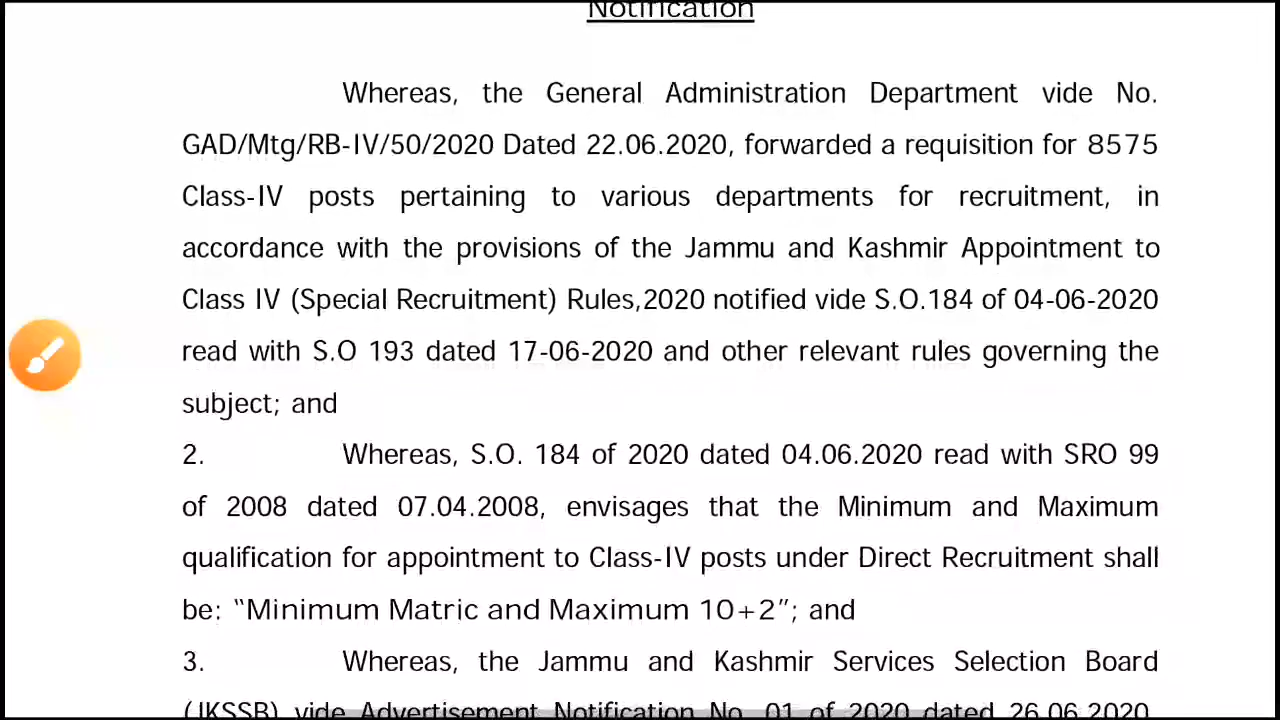 Notification
Whereas, the General Administration Department vide No.
GAD/Mtg/RB-IV/50/2020 Dated 22.06.2020, forwarded a requisition for 8575
Class-IV posts pertaining to various departments for recruitment, in
accordance with the provisions of the Jammu and Kashmir Appointment to
Class IV (Special Recruitment) Rules,2020 notified vide S.O.184 of 04-06-2020
read with S.O 193 dated 17-06-2020 and other relevant rules governing the
subject; and
2. Whereas, S.O. 184 of 2020 dated 04.06.2020 read with SRO 99
of 2008 dated 07.04.2008, envisages that the Minimum and Maximum
qualification for appointment to Class-IV posts under Direct Recruitment shall
be: “Minimum Matric and Maximum 10+2”; and
3. Whereas, the Jammu and Kashmir Services Selection Board
(JKSSB) vide Advertisement Notification No. 01 of 2020 dated 26.06.2020,